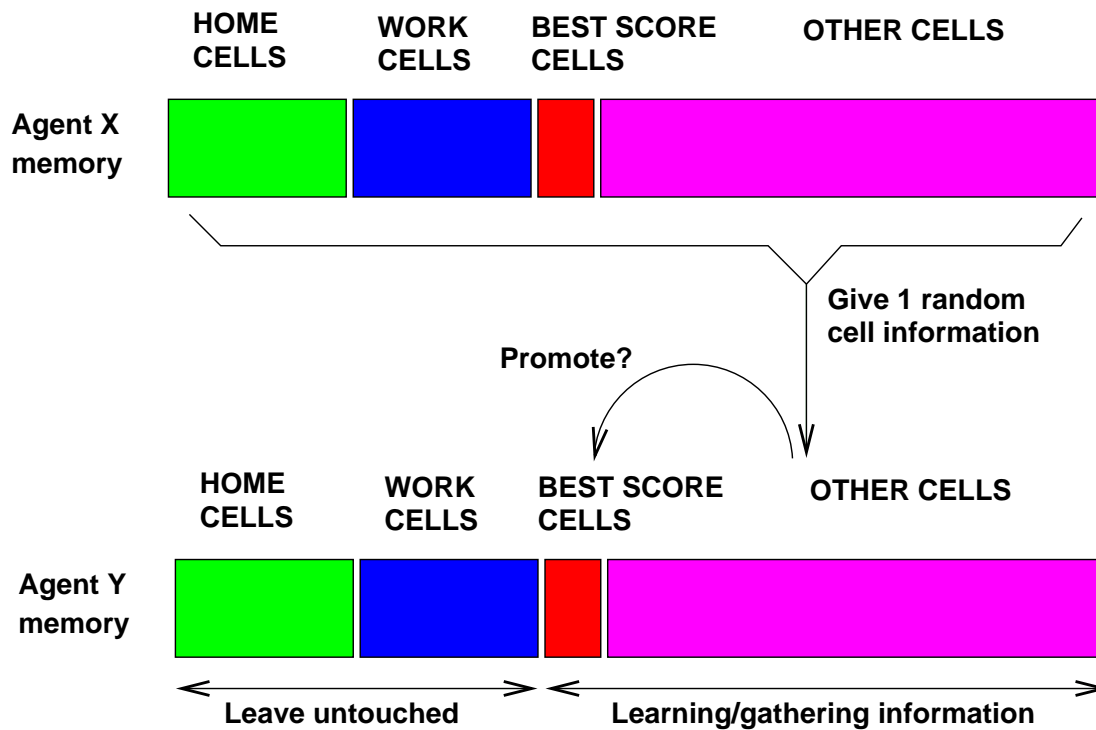 HOME
CELLS
WORK
CELLS
BEST SCORE
CELLS
OTHER CELLS
Agent X
memory
Give 1 random
cell information
Promote?
HOME
CELLS
WORK
CELLS
BEST SCORE
CELLS
OTHER CELLS
Agent Y
memory
Leave untouched
Learning/gathering information